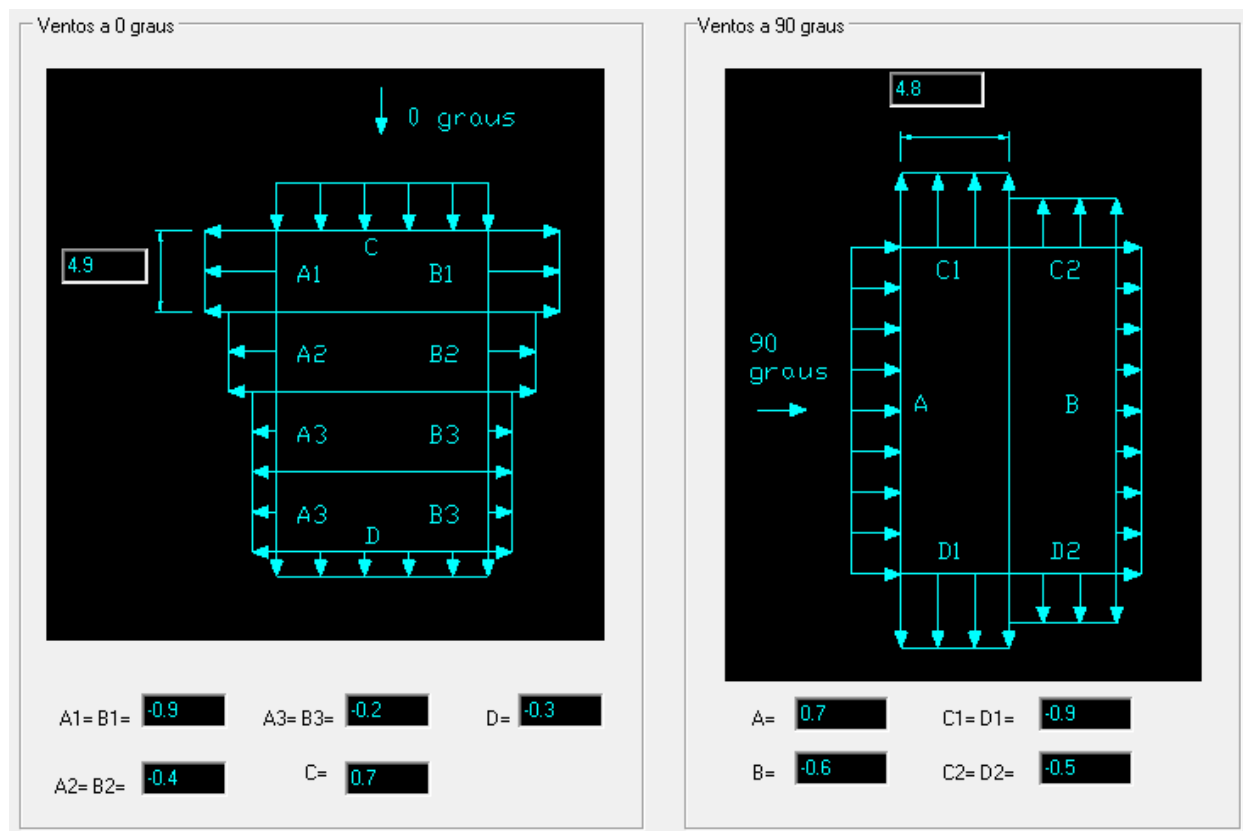 Ventos a 0 graus
0 graus
4.9
C
A1 B1
A2 B2
A3 B3
A3 B3
D
A1= B1= -0.9
A3= B3= -0.2
D= -0.3
A2= B2= -0.4
C= 0.7
Ventos a 90 graus
4.8
C1 C2
90
graus
A B
D1 D2
A= 0.7
C1= D1= -0.9
B= -0.6
C2= D2= -0.5